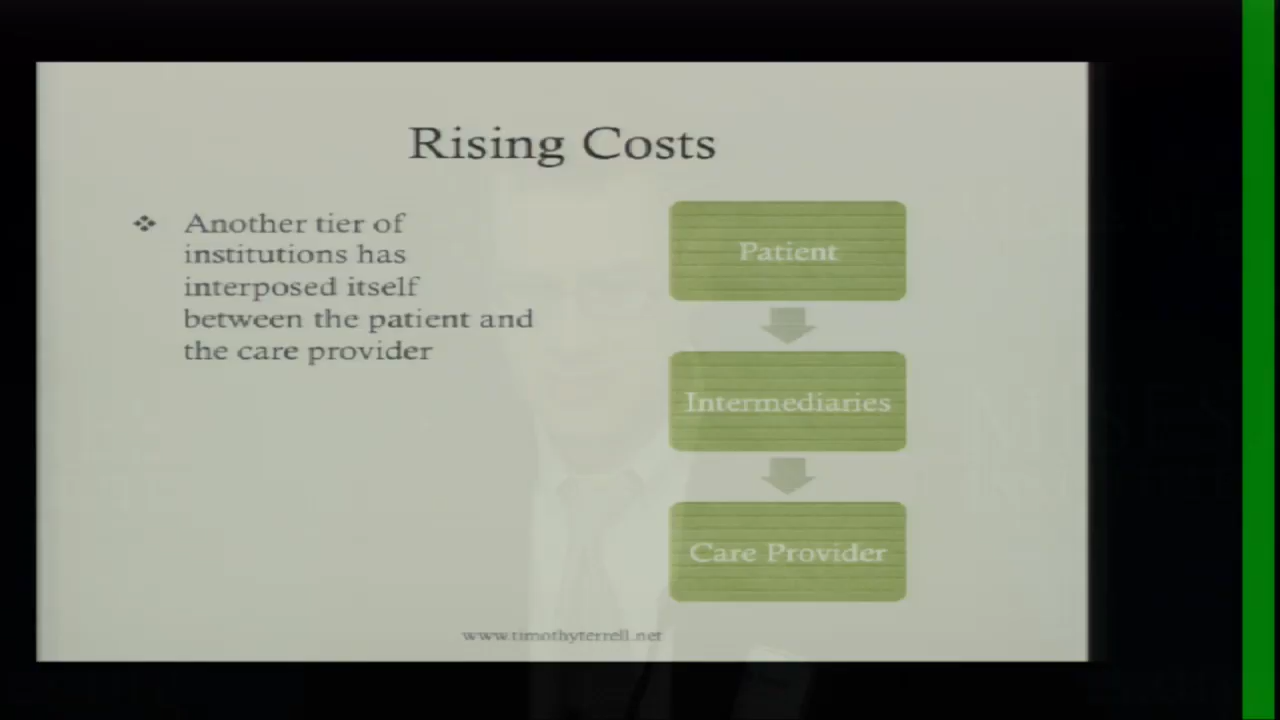 Rising Costs
❖ Another tier of
institutions has
interposed itself
between the patient and
the care provider
Patient
Intermediaries
Care Provider
www.timothyterrell.net